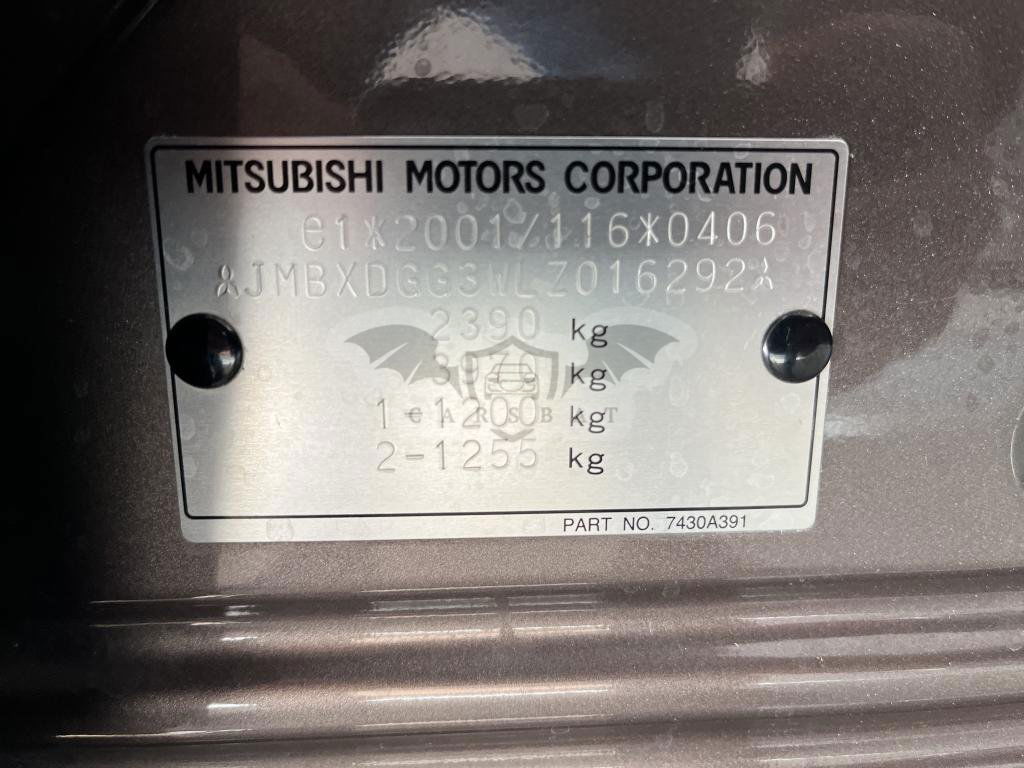 MITSUBISHI MOTORS CORPORATION
e1*2001/116*0406
JMBXDGG3WLZ016292
2390 kg
3970 kg
1-1200 kg
2-1255 kg
CARSBAT
PART NO. 7430A391